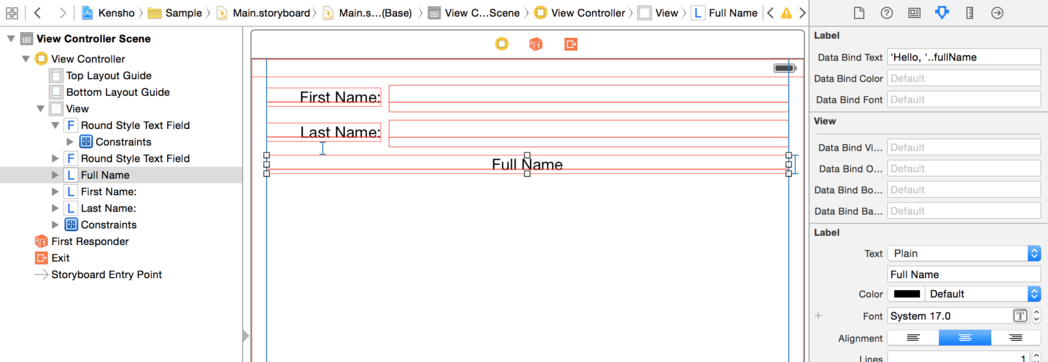 Kensho Sample Main.storyboard Main.s...(Base) View C...Scene View Controller View L Full Name
View Controller Scene
View Controller
Top Layout Guide
Bottom Layout Guide
View
F Round Style Text Field
Constraints
F Round Style Text Field
L Full Name
L First Name:
L Last Name:
Constraints
First Responder
Exit
Storyboard Entry Point
First Name:
Last Name:
Full Name
Label
Data Bind Text 'Hello, '..fullName
Data Bind Color Default
Data Bind Font Default
View
Data Bind Vi... Default
Data Bind O... Default
Data Bind Bo... Default
Data Bind Ba... Default
Label
Text Plain
Full Name
Color Default
+ Font System 17.0 T
Alignment
Lines 1